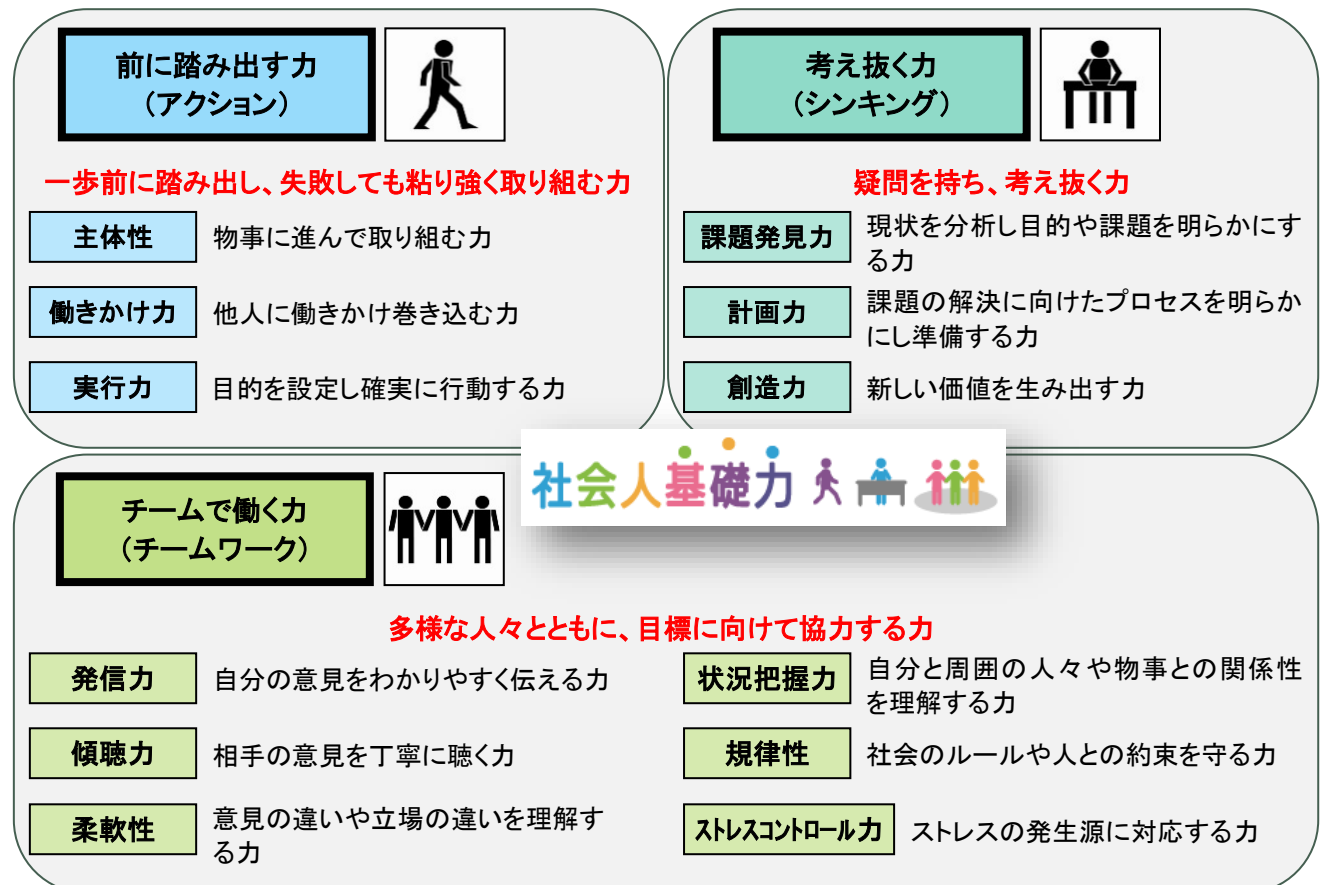 前に踏み出す力
(アクション)
一歩前に踏み出し、失敗しても粘り強く取り組む力
主体性
物事に進んで取り組む力
働きかけ力
他人に働きかけ巻き込む力
実行力
目的を設定し確実に行動する力
考え抜く力
(シンキング)
疑問を持ち、考え抜く力
課題発見力
現状を分析し目的や課題を明らかにす
る力
計画力
課題の解決に向けたプロセスを明らか
にし準備する力
創造力
新しい価値を生み出す力
社会人基礎力
チームで働く力
(チームワーク)
多様な人々とともに、目標に向けて協力する力
発信力
自分の意見をわかりやすく伝える力
傾聴力
相手の意見を丁寧に聴く力
柔軟性
意見の違いや立場の違いを理解す
る力
状況把握力
自分と周囲の人々や物事との関係性
を理解する力
規律性
社会のルールや人との約束を守る力
ストレスコントロール力
ストレスの発生源に対応する力